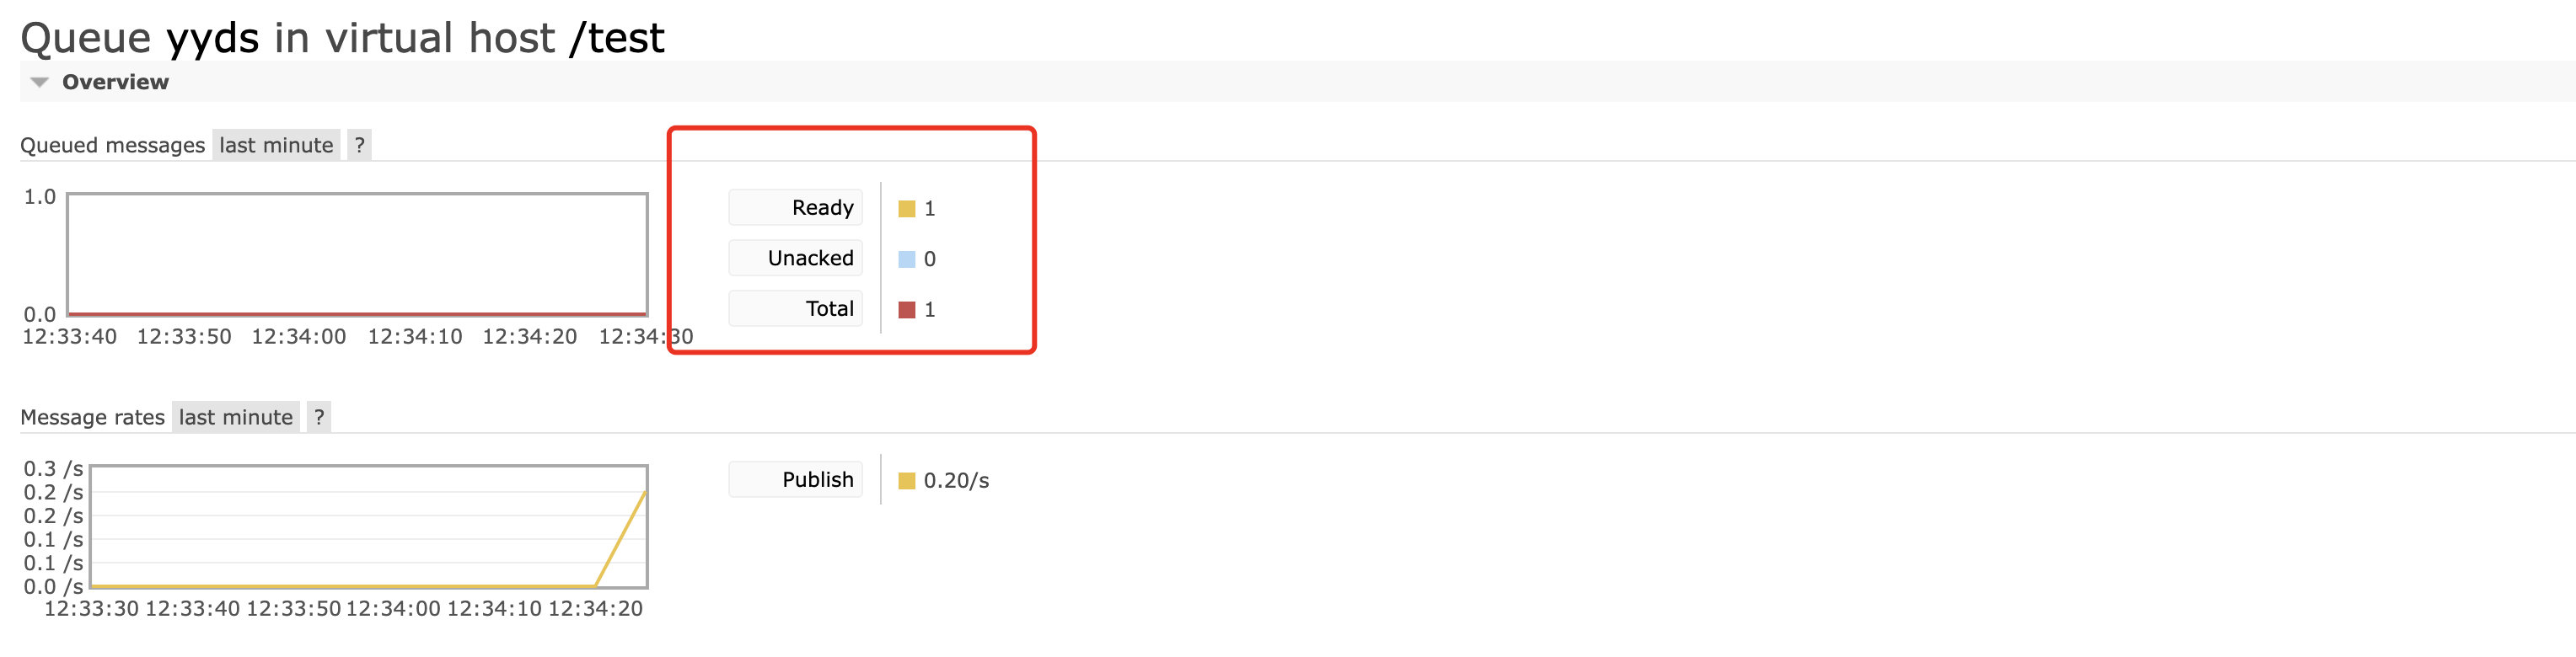 Queue yyds in virtual host /test
Overview
Queued messages last minute ?
1.0
0.0
12:33:40 12:33:50 12:34:00 12:34:10 12:34:20 12:34:30
Ready 1
Unacked 0
Total 1
Message rates last minute ?
0.3 /s
0.2 /s
0.2 /s
0.1 /s
0.1 /s
0.0 /s
12:33:30 12:33:40 12:33:50 12:34:00 12:34:10 12:34:20
Publish 0.20/s